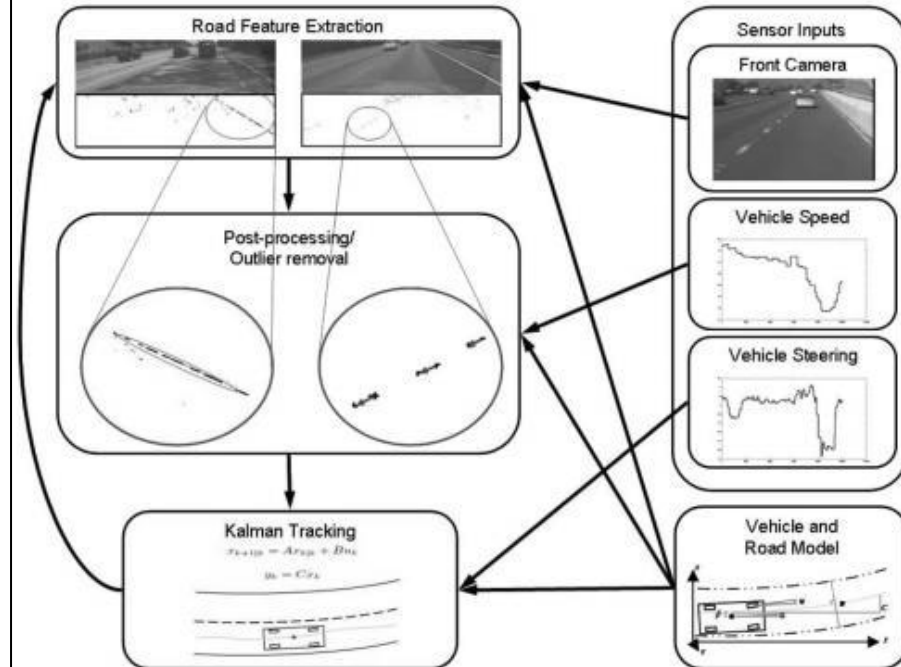 Road Feature Extraction
Sensor Inputs
Front Camera
Post-processing/
Outlier removal
Vehicle Speed
Vehicle Steering
Kalman Tracking
Vehicle and
Road Model